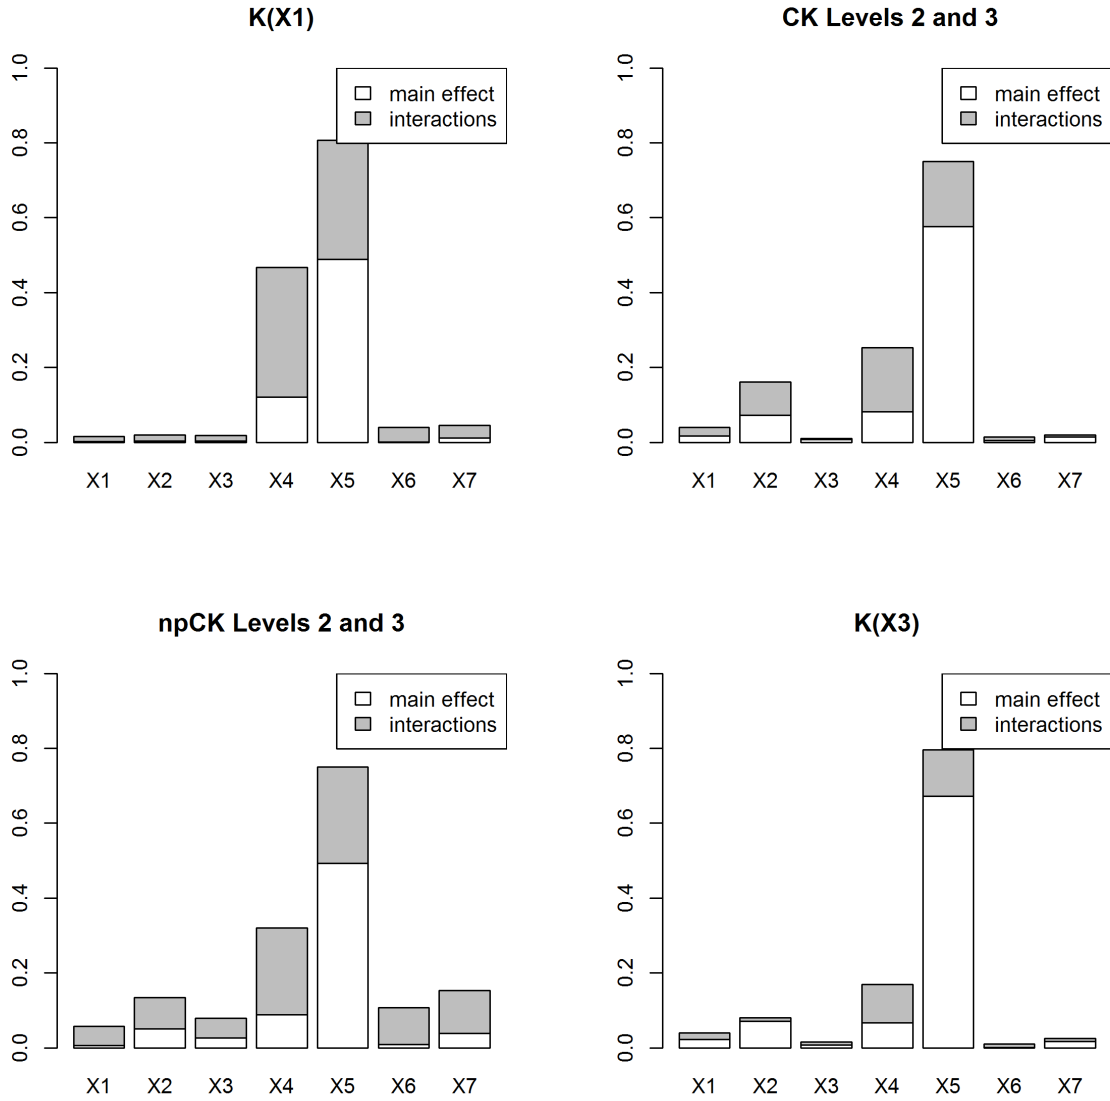 K(X1)
main effect
interactions
0.0 0.2 0.4 0.6 0.8 1.0
X1 X2 X3 X4 X5 X6 X7
CK Levels 2 and 3
main effect
interactions
0.0 0.2 0.4 0.6 0.8 1.0
X1 X2 X3 X4 X5 X6 X7
npCK Levels 2 and 3
main effect
interactions
0.0 0.2 0.4 0.6 0.8 1.0
X1 X2 X3 X4 X5 X6 X7
K(X3)
main effect
interactions
0.0 0.2 0.4 0.6 0.8 1.0
X1 X2 X3 X4 X5 X6 X7